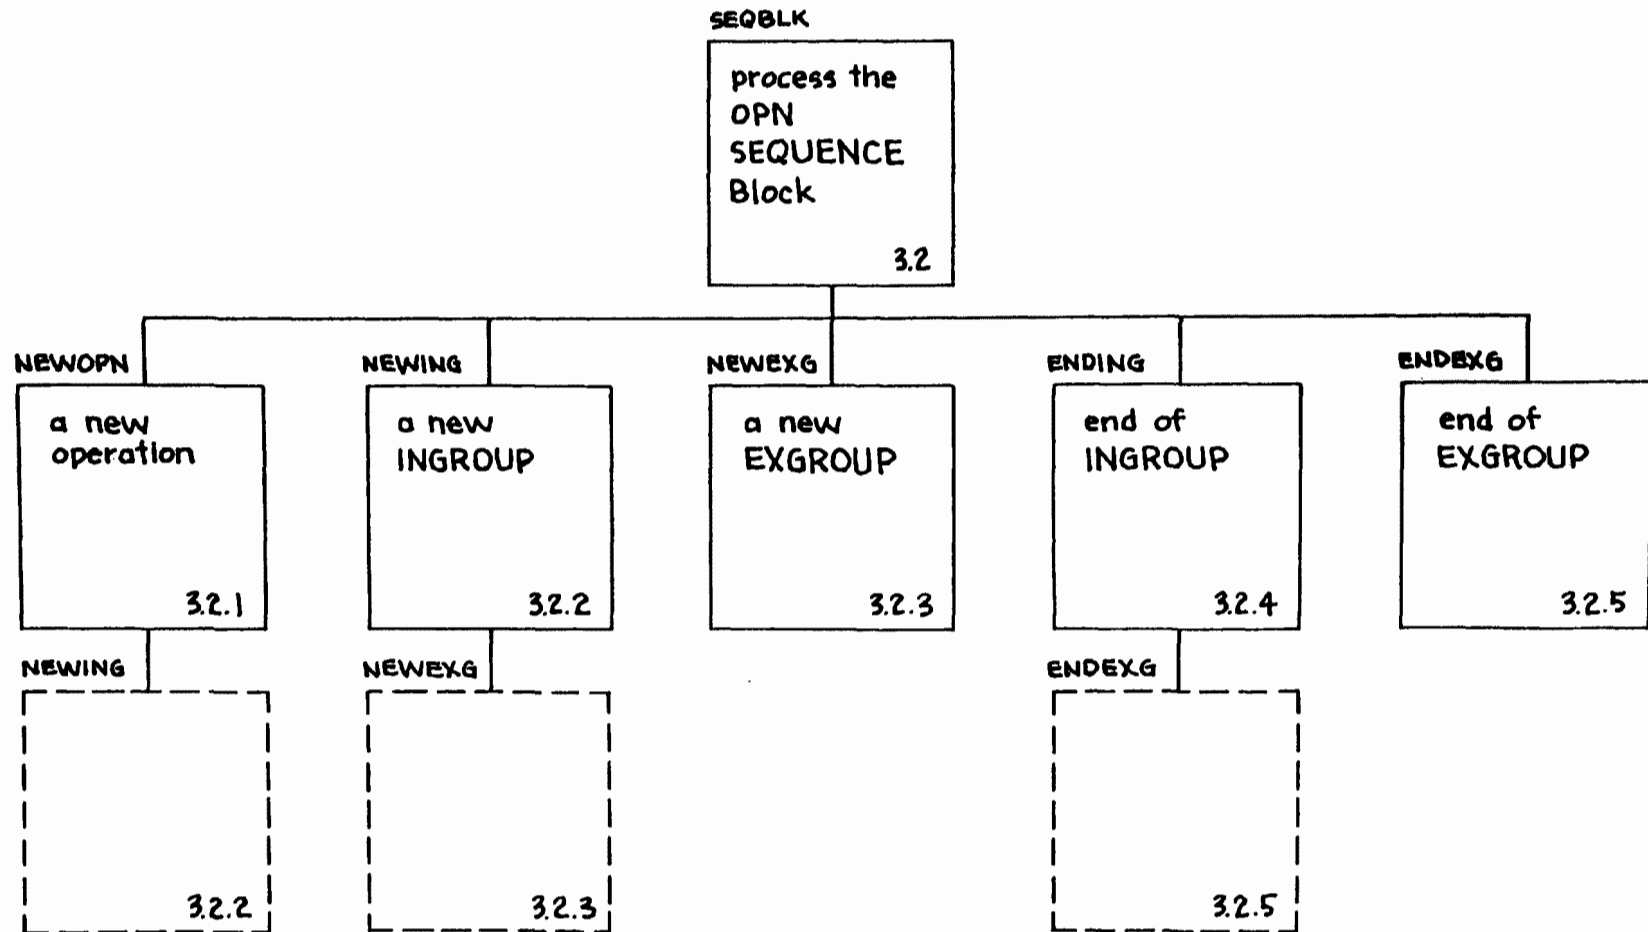 SEQBLK
process the
OPN
SEQUENCE
Block
3.2
NEWOPN
a new
operation
3.2.1
NEWING
a new
INGROUP
3.2.2
NEWEXG
a new
EXGROUP
3.2.3
ENDING
end of
INGROUP
3.2.4
ENDEXG
end of
EXGROUP
3.2.5
NEWING
3.2.2
NEWEXG
3.2.3
ENDEXG
3.2.5